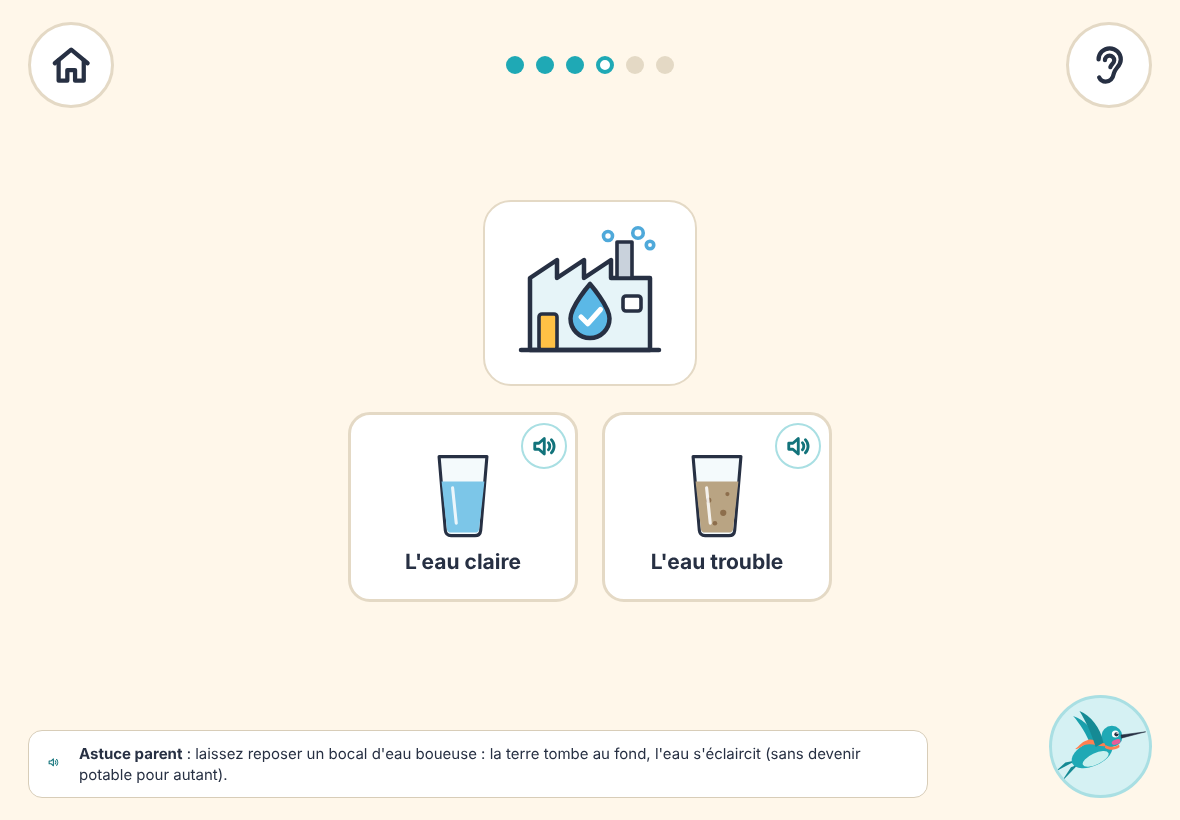 L'eau claire
L'eau trouble
Astuce parent : laissez reposer un bocal d'eau boueuse : la terre tombe au fond, l'eau s'éclaircit (sans devenir
potable pour autant).